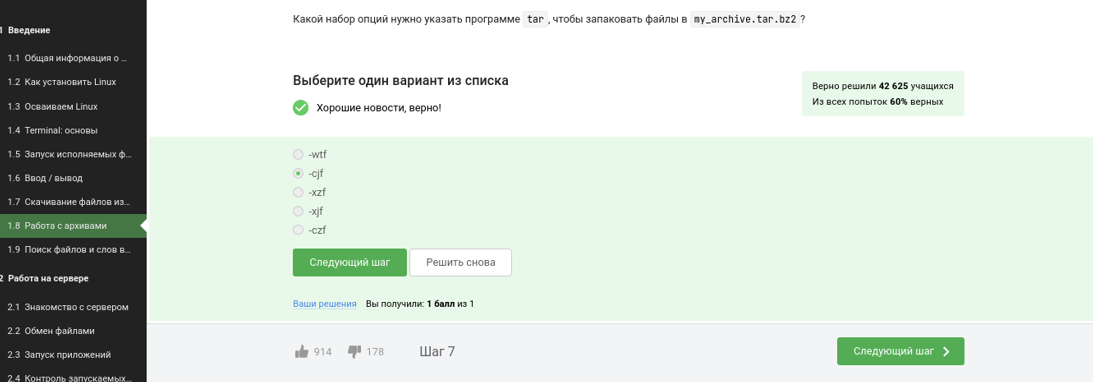 Какой набор опций нужно указать программе tar, чтобы запаковать файлы в my_archive.tar.bz2?
1 Введение
1.1 Общая информация о ...
1.2 Как установить Linux
1.3 Осваиваем Linux
1.4 Terminal: основы
1.5 Запуск исполняемых ф...
1.6 Ввод / вывод
1.7 Скачивание файлов из...
1.8 Работа с архивами
1.9 Поиск файлов и слов в...
2 Работа на сервере
2.1 Знакомство с сервером
2.2 Обмен файлами
2.3 Запуск приложений
2.4 Контроль запускаемых...
Выберите один вариант из списка
Хорошие новости, верно!
Верно решили 42 625 учащихся
Из всех попыток 60% верных
-wtf
-cjf
-xzf
-xjf
-czf
Следующий шаг
Решить снова
Ваши решения Вы получили: 1 балл из 1
914
178
Шаг 7
Следующий шаг